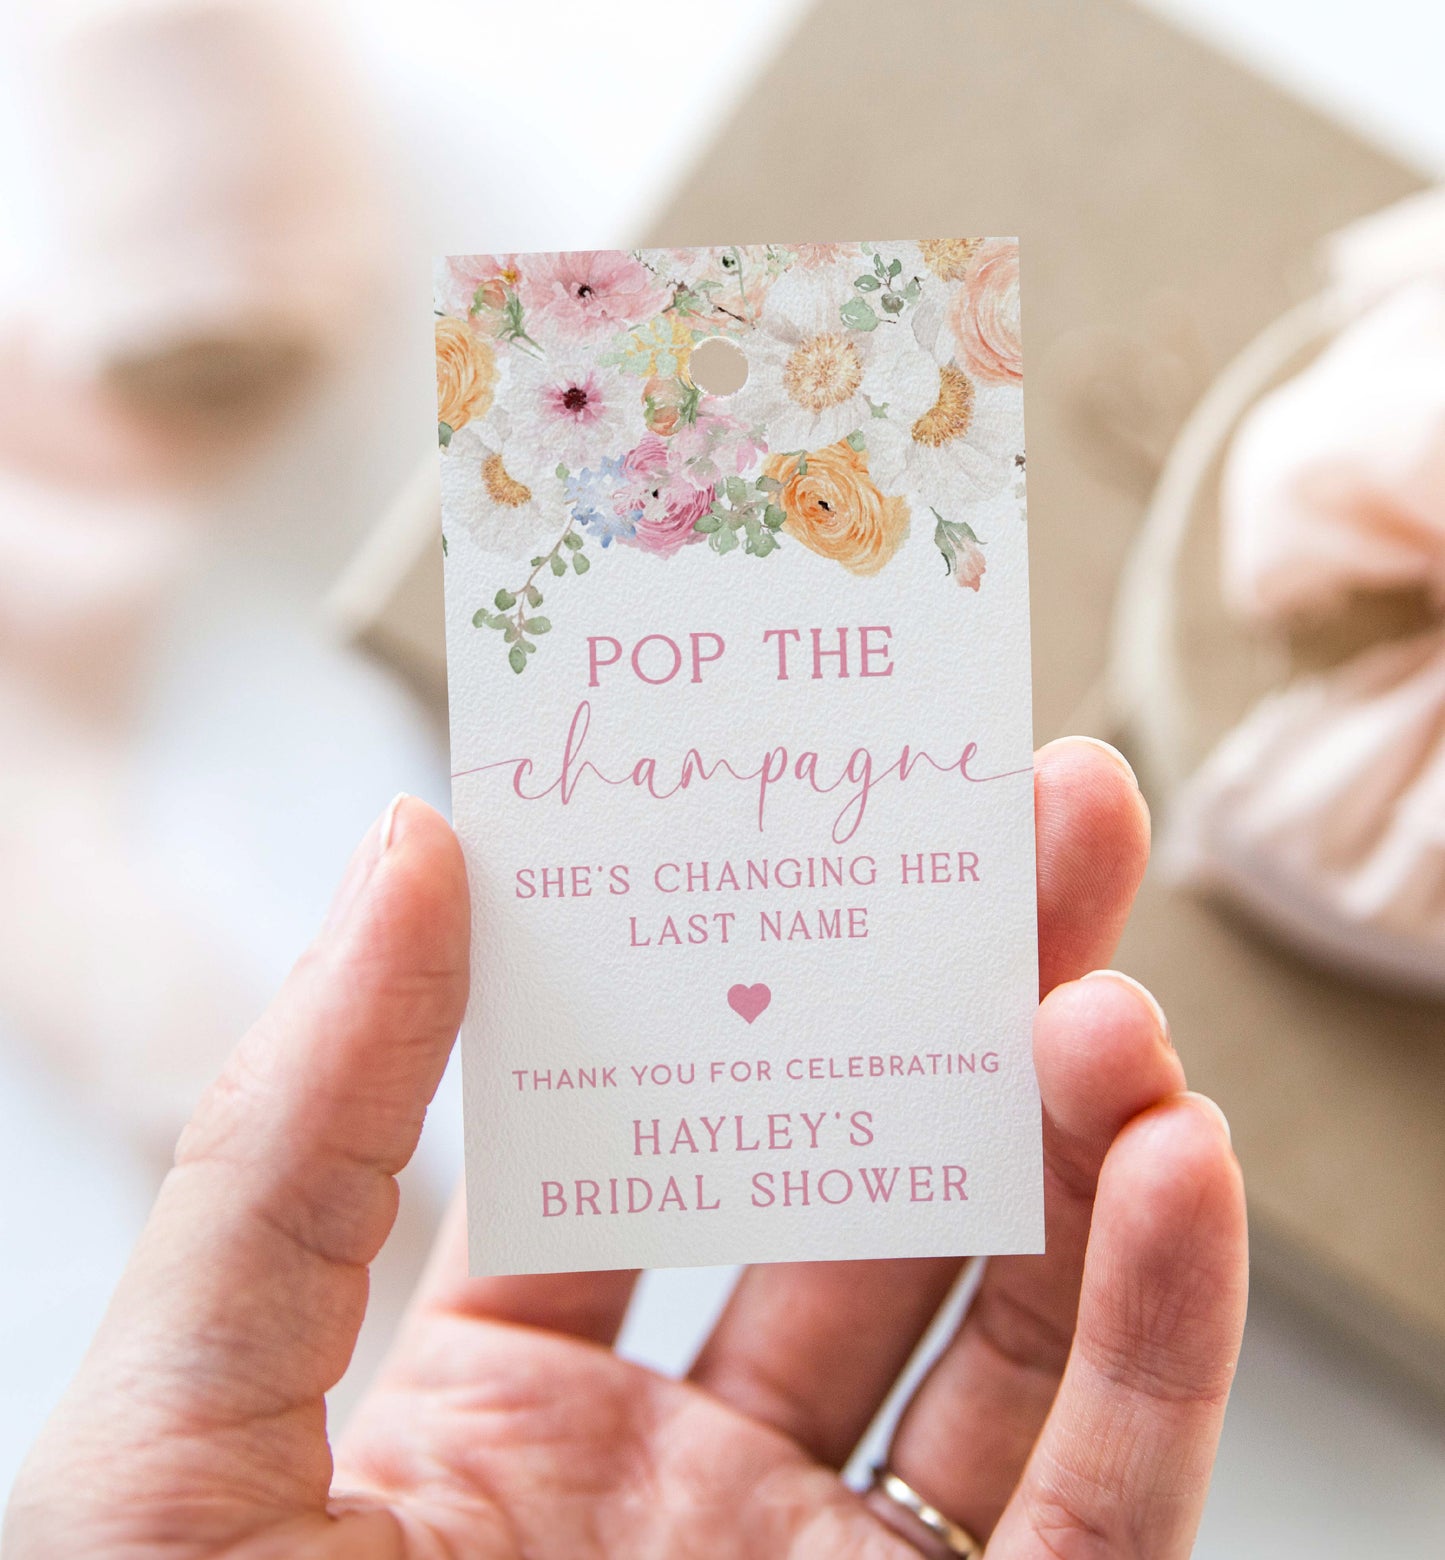 POP THE
champagne
SHE'S CHANGING HER
LAST NAME
THANK YOU FOR CELEBRATING
HAYLEY'S
BRIDAL SHOWER